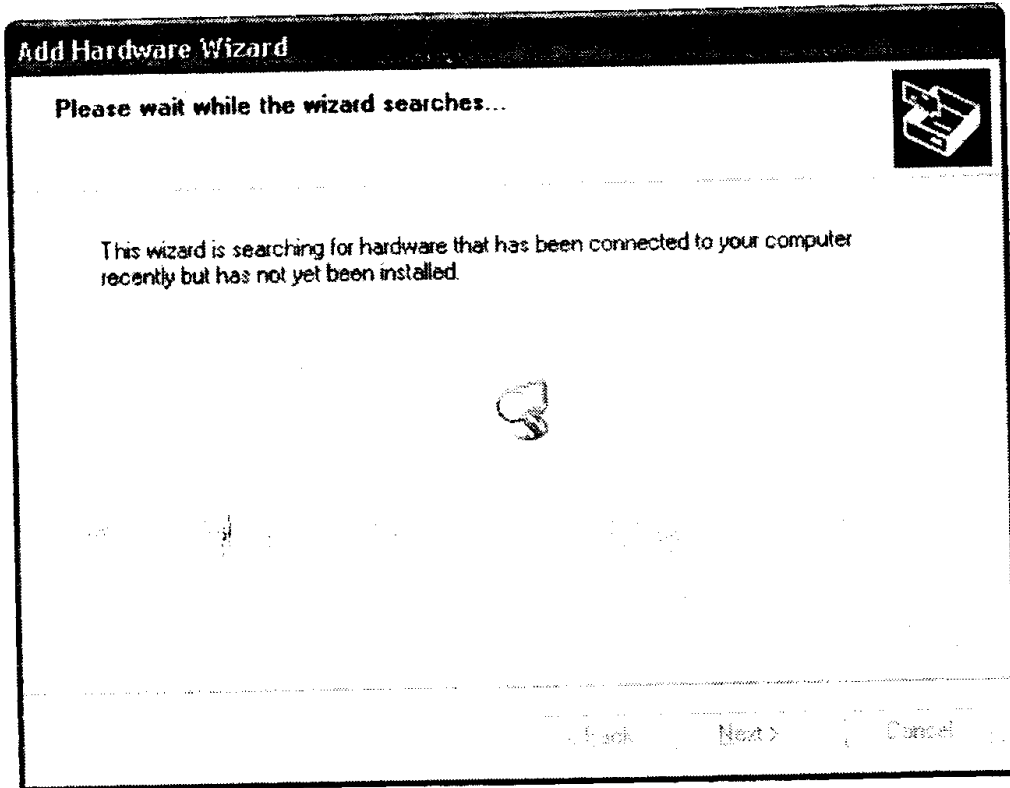 Add Hardware Wizard
Please wait while the wizard searches...
This wizard is searching for hardware that has been connected to your computer
recently but has not yet been installed.
Next >
Cancel